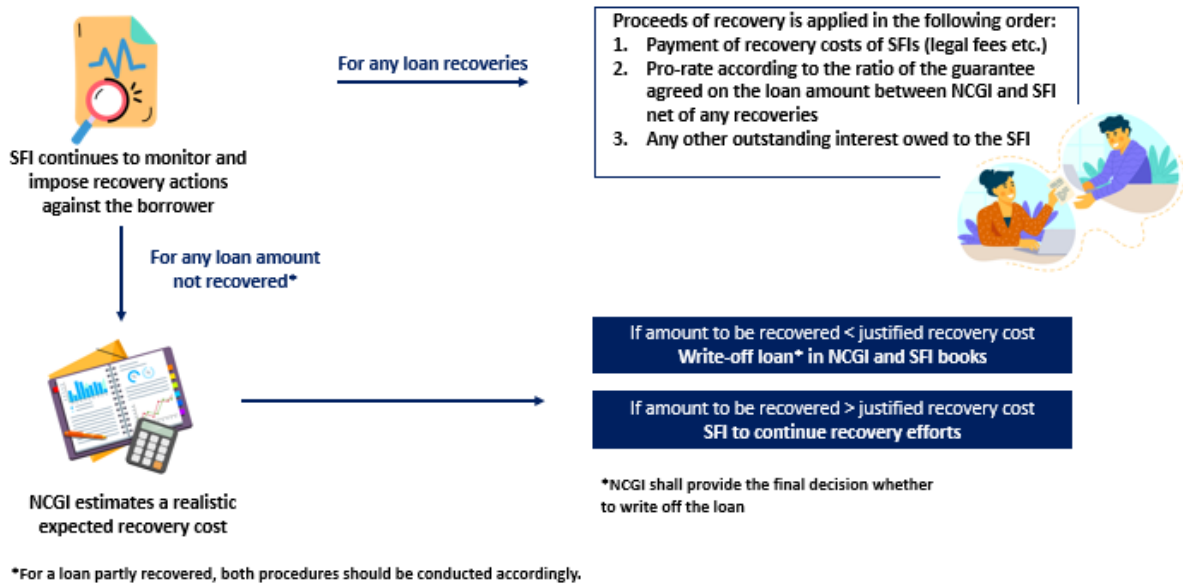 SFI continues to monitor and
impose recovery actions
against the borrower
For any loan recoveries
Proceeds of recovery is applied in the following order:
1. Payment of recovery costs of SFIs (legal fees etc.)
2. Pro-rate according to the ratio of the guarantee
agreed on the loan amount between NCGI and SFI
net of any recoveries
3. Any other outstanding interest owed to the SFI
For any loan amount
not recovered*
NCGI estimates a realistic
expected recovery cost
If amount to be recovered < justified recovery cost
Write-off loan* in NCGI and SFI books
If amount to be recovered > justified recovery cost
SFI to continue recovery efforts
*NCGI shall provide the final decision whether
to write off the loan
*For a loan partly recovered, both procedures should be conducted accordingly.